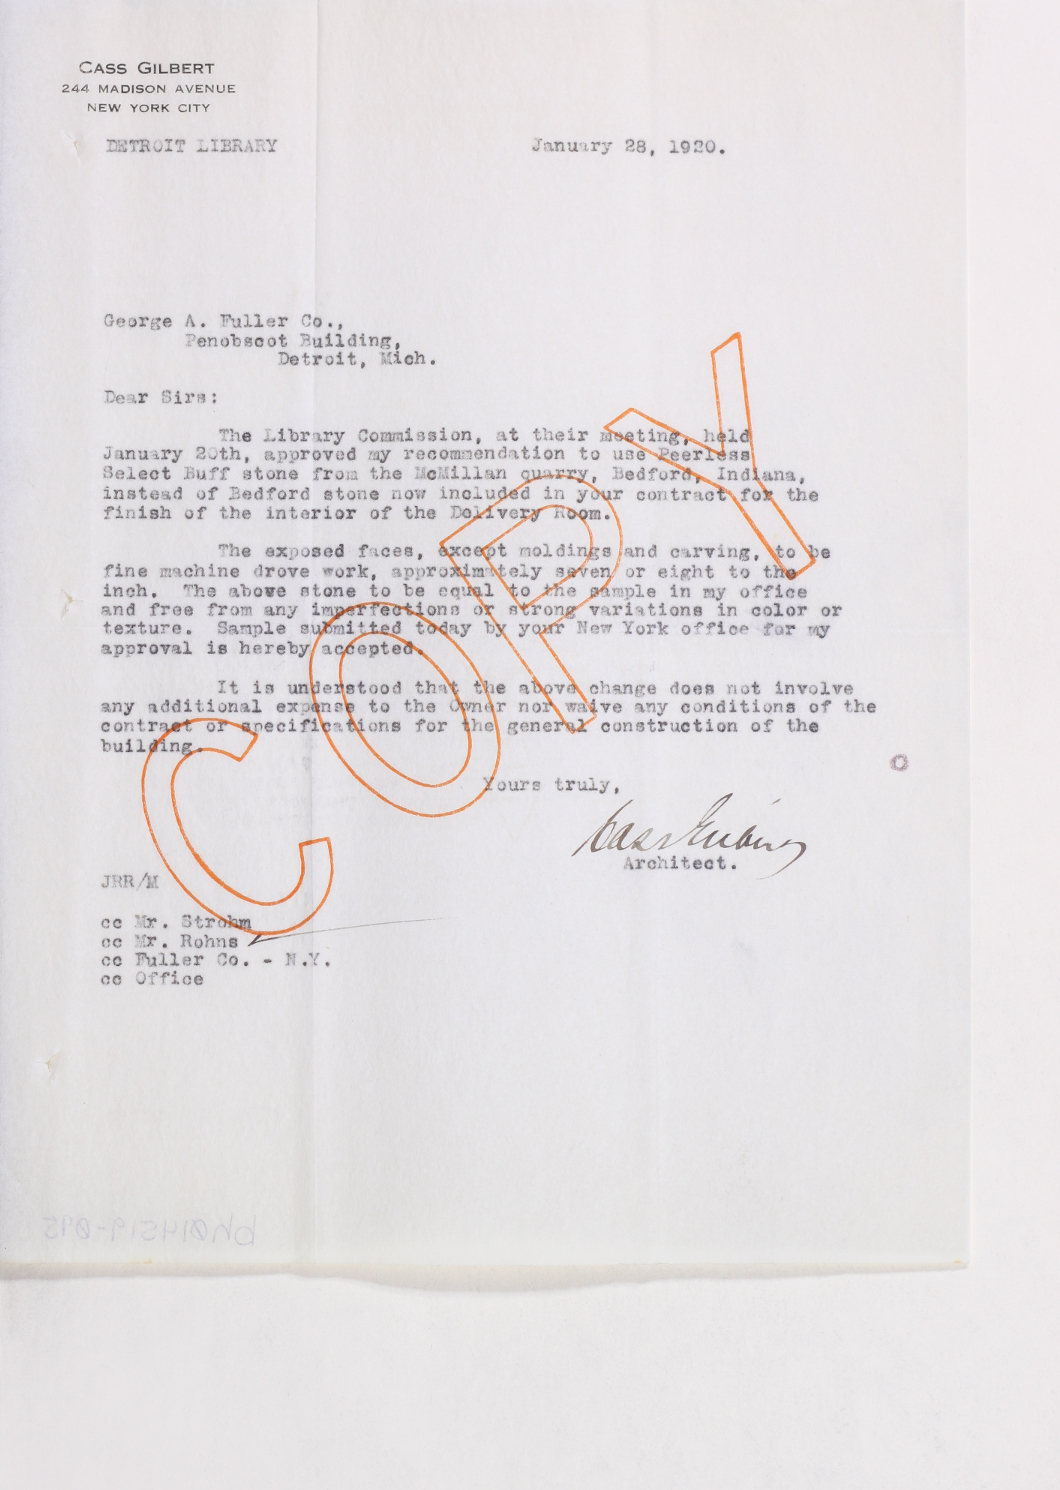 CASS GILBERT
244 MADISON AVENUE
NEW YORK CITY
DETROIT LIBRARY January 28, 1920.
George A. Fuller Co.,
Penobscot Building,
Detroit, Mich.
Dear Sirs:
The Library Commission, at their meeting, held
January 20th, approved my recommendation to use Peerless
Select Buff stone from the McMillan quarry, Bedford, Indiana,
instead of Bedford stone now included in your contract for the
finish of the interior of the Delivery Room.
The exposed faces, except moldings and carving, to be
fine machine drove work, approximately seven or eight to the
inch. The above stone to be equal to the sample in my office
and free from any imperfections or strong variations in color or
texture. Sample submitted today by your New York office for my
approval is hereby accepted.
It is understood that the above change does not involve
any additional expense to the Owner nor waive any conditions of the
contract or specifications for the general construction of the
building.
Yours truly,
Cass Gilbert
Architect.
JRR/M
cc Mr. Strohm
cc Mr. Rohns
cc Fuller Co. - N.Y.
cc Office
COPY
bh014519-095